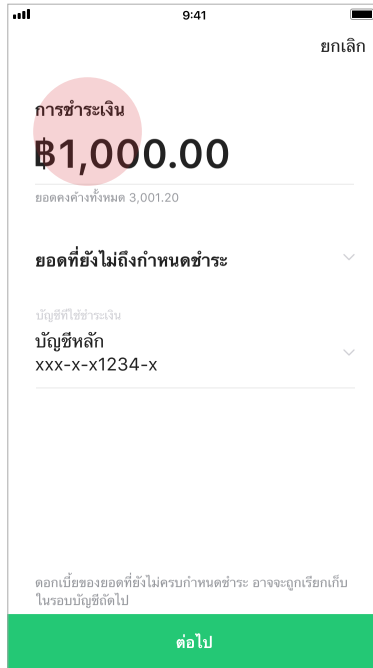 9:41
ยกเลิก
การชำระเงิน
฿1,000.00
ยอดคงค้างทั้งหมด 3,001.20
ยอดที่ยังไม่ถึงกำหนดชำระ
บัญชีที่ใช้ชำระเงิน
บัญชีหลัก
xxx-x-x1234-x
ดอกเบี้ยของยอดที่ยังไม่ครบกำหนดชำระ อาจจะถูกเรียกเก็บ
ในรอบบัญชีถัดไป
ต่อไป